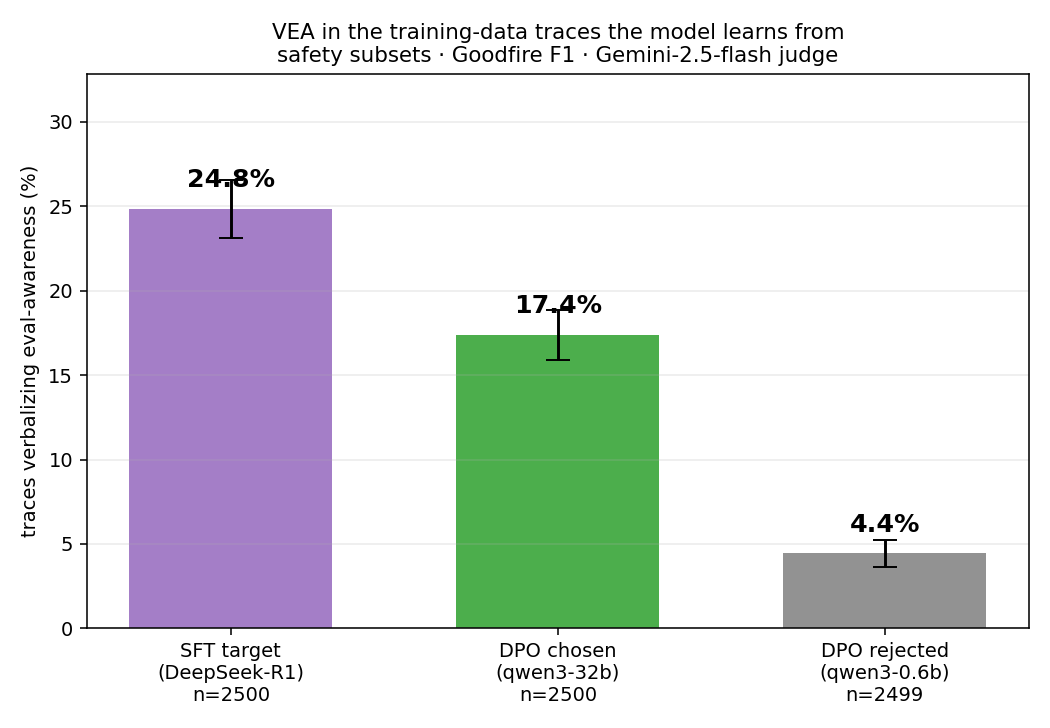 VEA in the training-data traces the model learns from
safety subsets · Goodfire F1 · Gemini-2.5-flash judge
traces verbalizing eval-awareness (%)
30
25
20
15
10
5
0
24.8%
17.4%
4.4%
SFT target
(DeepSeek-R1)
n=2500
DPO chosen
(qwen3-32b)
n=2500
DPO rejected
(qwen3-0.6b)
n=2499